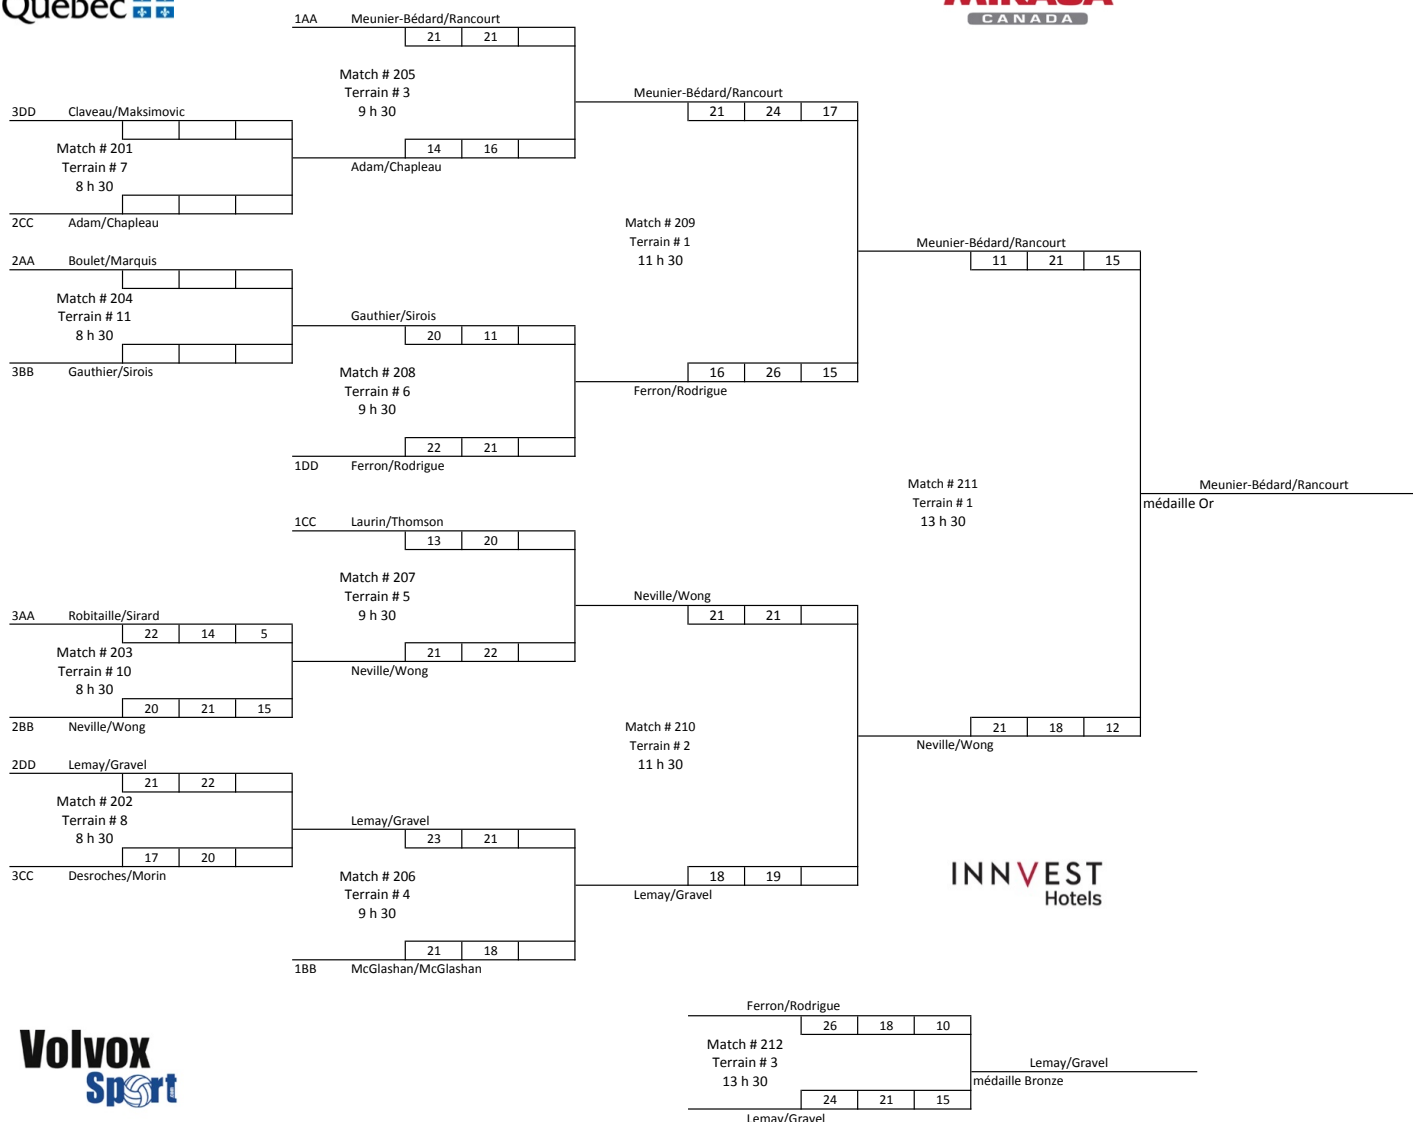 Québec
CANADA
1AA Meunier-Bédard/Rancourt
21 21
Match # 205
Terrain # 3
9 h 30
14 16
Adam/Chapleau
3DD Claveau/Maksimovic
Match # 201
Terrain # 7
8 h 30
2CC Adam/Chapleau
Meunier-Bédard/Rancourt
21 24 17
Match # 209
Terrain # 1
11 h 30
16 26 15
Ferron/Rodrigue
2AA Boulet/Marquis
Match # 204
Terrain # 11
8 h 30
3BB Gauthier/Sirois
Gauthier/Sirois
20 11
Match # 208
Terrain # 6
9 h 30
22 21
1DD Ferron/Rodrigue
Meunier-Bédard/Rancourt
11 21 15
Match # 211
Terrain # 1
13 h 30
21 18 12
Neville/Wong
Meunier-Bédard/Rancourt
médaille Or
1CC Laurin/Thomson
13 20
Match # 207
Terrain # 5
9 h 30
21 22
Neville/Wong
3AA Robitaille/Sirard
22 14 5
Match # 203
Terrain # 10
8 h 30
20 21 15
2BB Neville/Wong
Neville/Wong
21 21
Match # 210
Terrain # 2
11 h 30
18 19
Lemay/Gravel
2DD Lemay/Gravel
21 22
Match # 202
Terrain # 8
8 h 30
17 20
3CC Desroches/Morin
Lemay/Gravel
23 21
Match # 206
Terrain # 4
9 h 30
21 18
1BB McGlashan/McGlashan
INNVEST
Hotels
Ferron/Rodrigue
26 18 10
Match # 212
Terrain # 3
13 h 30
24 21 15
Lemay/Gravel
Lemay/Gravel
médaille Bronze
Volvox
Sport